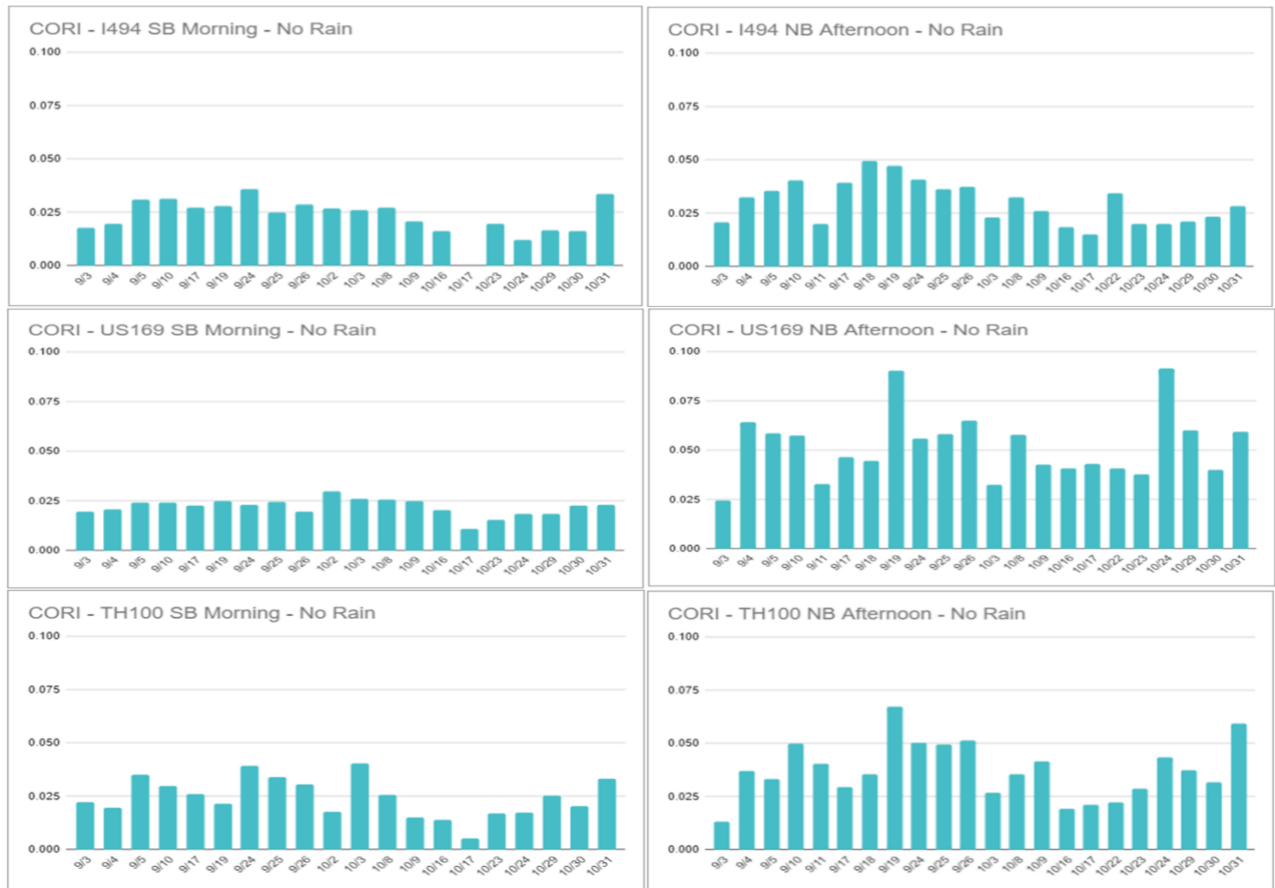 CORI - I494 SB Morning - No Rain
0.100
0.075
0.050
0.025
0.000
9/3 9/4 9/5 9/10 9/17 9/19 9/24 9/25 9/26 10/2 10/3 10/8 10/9 10/16 10/17 10/23 10/24 10/29 10/30 10/31
CORI - I494 NB Afternoon - No Rain
0.100
0.075
0.050
0.025
0.000
9/3 9/4 9/5 9/10 9/11 9/17 9/18 9/19 9/24 9/25 9/26 10/3 10/8 10/9 10/16 10/17 10/22 10/23 10/24 10/29 10/30 10/31
CORI - US169 SB Morning - No Rain
0.100
0.075
0.050
0.025
0.000
9/3 9/4 9/5 9/10 9/17 9/19 9/24 9/25 9/26 10/2 10/3 10/8 10/9 10/16 10/17 10/23 10/24 10/29 10/30 10/31
CORI - US169 NB Afternoon - No Rain
0.100
0.075
0.050
0.025
0.000
9/3 9/4 9/5 9/10 9/11 9/17 9/18 9/19 9/24 9/25 9/26 10/3 10/8 10/9 10/16 10/17 10/22 10/23 10/24 10/29 10/30 10/31
CORI - TH100 SB Morning - No Rain
0.100
0.075
0.050
0.025
0.000
9/3 9/4 9/5 9/10 9/17 9/19 9/24 9/25 9/26 10/2 10/3 10/8 10/9 10/16 10/17 10/23 10/24 10/29 10/30 10/31
CORI - TH100 NB Afternoon - No Rain
0.100
0.075
0.050
0.025
0.000
9/3 9/4 9/5 9/10 9/11 9/17 9/18 9/19 9/24 9/25 9/26 10/3 10/8 10/9 10/16 10/17 10/22 10/23 10/24 10/29 10/30 10/31